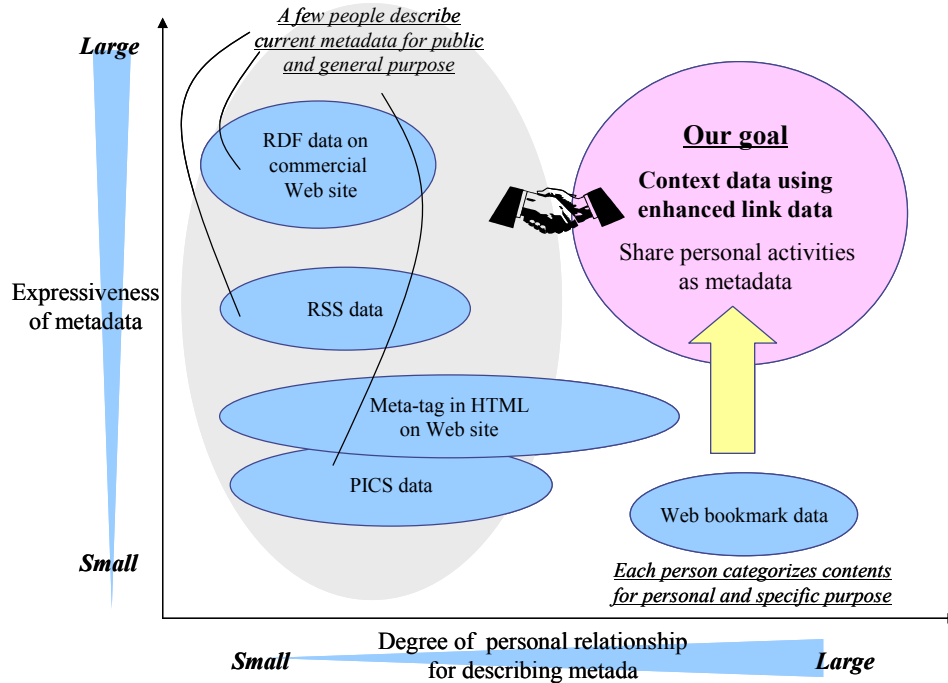 A few people describe
current metadata for public
and general purpose
Large
RDF data on
commercial
Web site
Our goal
Context data using
enhanced link data
Share personal activities
as metadata
Expressiveness
of metadata
RSS data
Meta-tag in HTML
on Web site
PICS data
Web bookmark data
Small
Each person categorizes contents
for personal and specific purpose
Degree of personal relationship
for describing metada
Small
Large